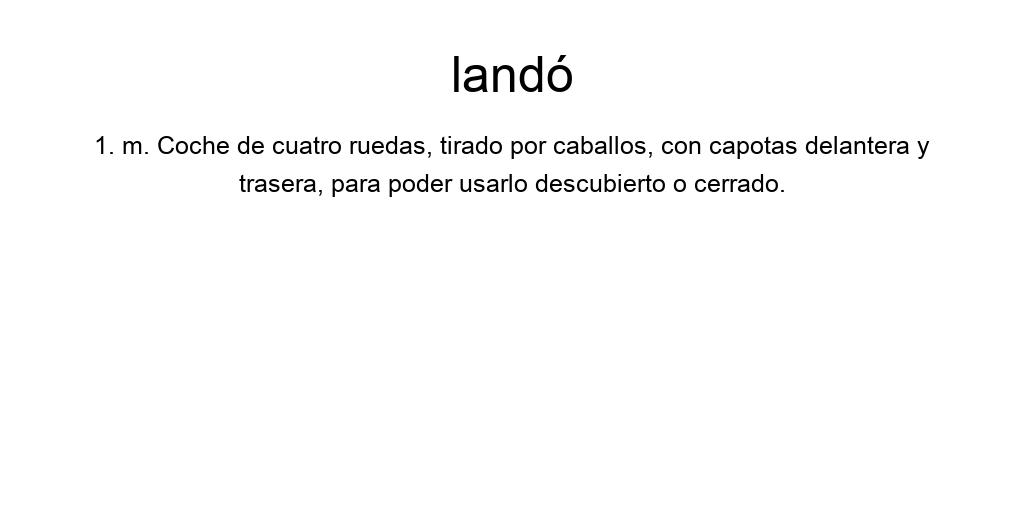 landó
1. m. Coche de cuatro ruedas, tirado por caballos, con capotas delantera y
trasera, para poder usarlo descubierto o cerrado.